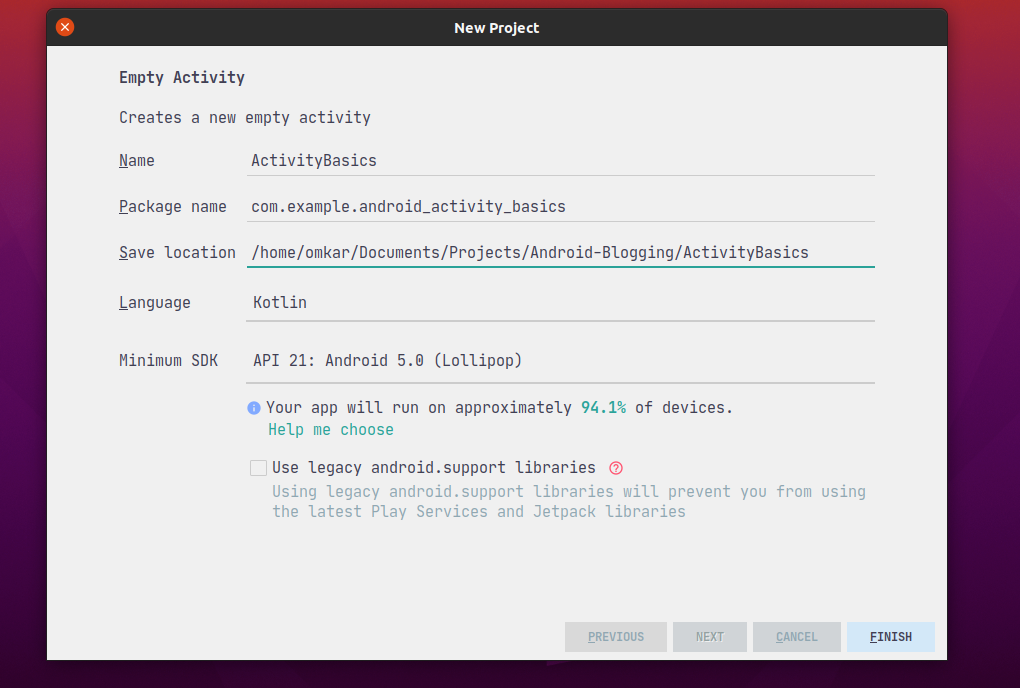 New Project
Empty Activity
Creates a new empty activity
Name ActivityBasics
Package name com.example.android_activity_basics
Save location /home/omkar/Documents/Projects/Android-Blogging/ActivityBasics
Language Kotlin
Minimum SDK API 21: Android 5.0 (Lollipop)
Your app will run on approximately 94.1% of devices.
Help me choose
Use legacy android.support libraries
Using legacy android.support libraries will prevent you from using
the latest Play Services and Jetpack libraries
PREVIOUS NEXT CANCEL FINISH